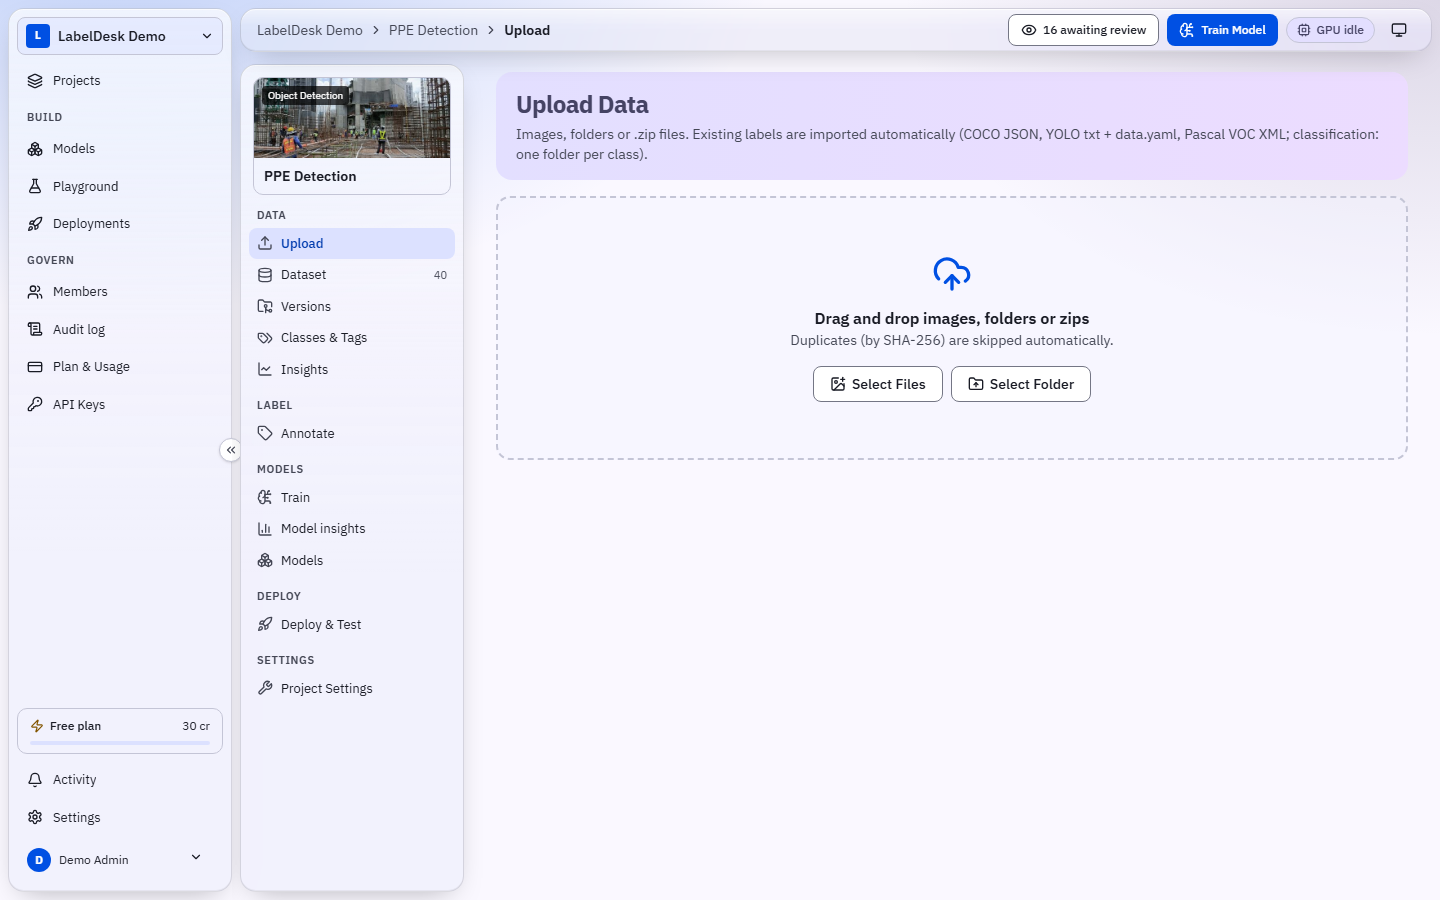 L LabelDesk Demo
Projects
BUILD
Models
Playground
Deployments
GOVERN
Members
Audit log
Plan & Usage
API Keys
Free plan 30 cr
Activity
Settings
D Demo Admin
LabelDesk Demo > PPE Detection > Upload
16 awaiting review
Train Model
GPU idle
Object Detection
PPE Detection
DATA
Upload
Dataset 40
Versions
Classes & Tags
Insights
LABEL
Annotate
MODELS
Train
Model insights
Models
DEPLOY
Deploy & Test
SETTINGS
Project Settings
Upload Data
Images, folders or .zip files. Existing labels are imported automatically (COCO JSON, YOLO txt + data.yaml, Pascal VOC XML; classification:
one folder per class).
Drag and drop images, folders or zips
Duplicates (by SHA-256) are skipped automatically.
Select Files
Select Folder